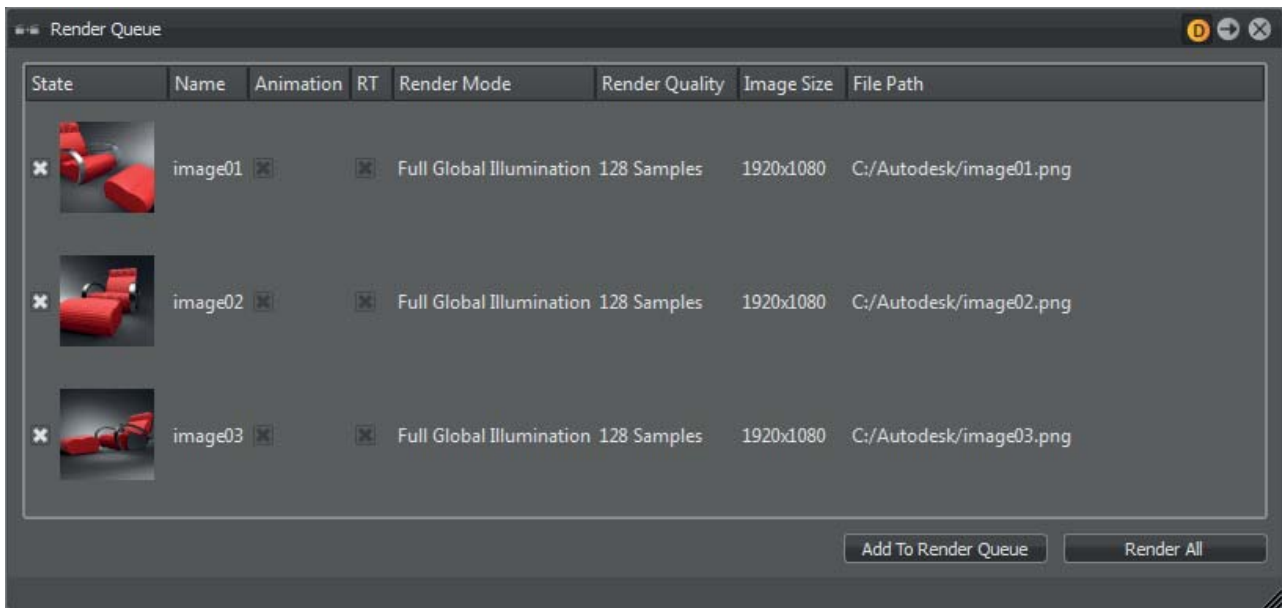 Render Queue D
State Name Animation RT Render Mode Render Quality Image Size File Path
image01 Full Global Illumination 128 Samples 1920x1080 C:/Autodesk/image01.png
image02 Full Global Illumination 128 Samples 1920x1080 C:/Autodesk/image02.png
image03 Full Global Illumination 128 Samples 1920x1080 C:/Autodesk/image03.png
Add To Render Queue Render All